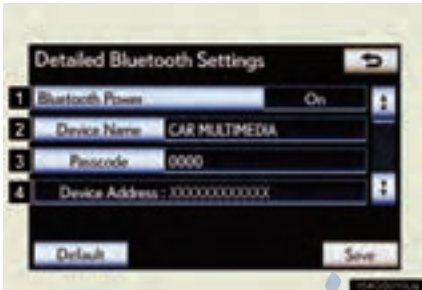 Detailed Bluetooth Settings
1 Bluetooth Power On
2 Device Name CAR MULTIMEDIA
3 Passcode 0000
4 Device Address : XXXXXXXXXXXX
Default Save